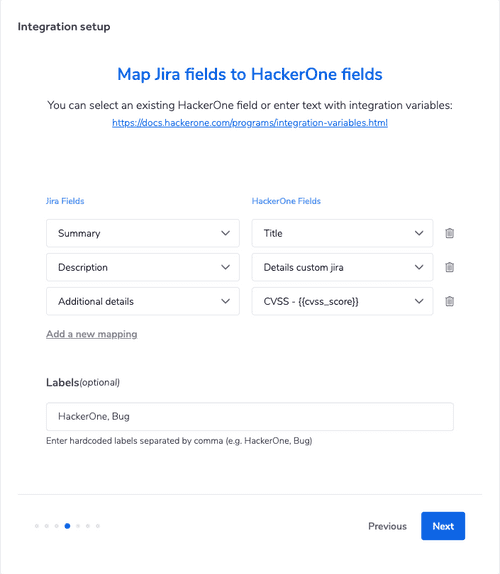 Integration setup
Map Jira fields to HackerOne fields
You can select an existing HackerOne field or enter text with integration variables:
https://docs.hackerone.com/programs/integration-variables.html
Jira Fields HackerOne Fields
Summary Title
Description Details custom jira
Additional details CVSS - {{cvss_score}}
Add a new mapping
Labels(optional)
HackerOne, Bug
Enter hardcoded labels separated by comma (e.g. HackerOne, Bug)
Previous Next